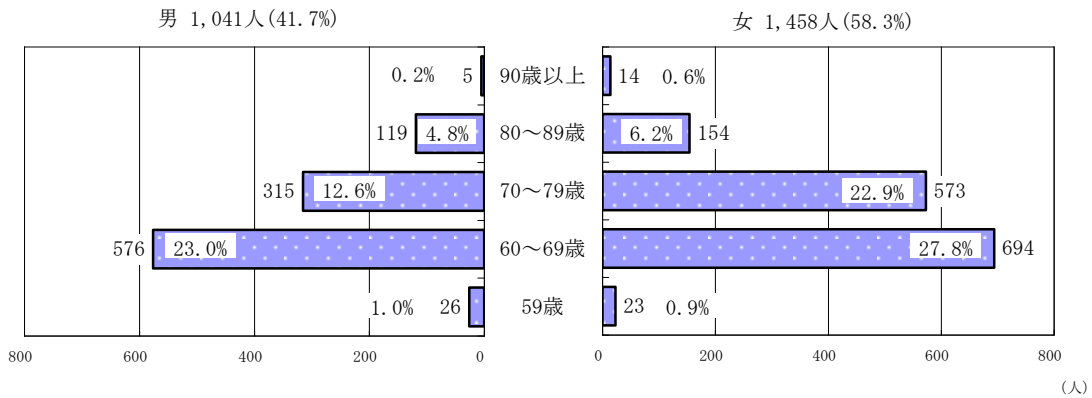 男 1,041人(41.7%) 女 1,458人(58.3%)
0.2% 5 90歳以上 14 0.6%
119 4.8% 80～89歳 6.2% 154
315 12.6% 70～79歳 22.9% 573
576 23.0% 60～69歳 27.8% 694
1.0% 26 59歳 23 0.9%
800 600 400 200 0 0 200 400 600 800
(人)